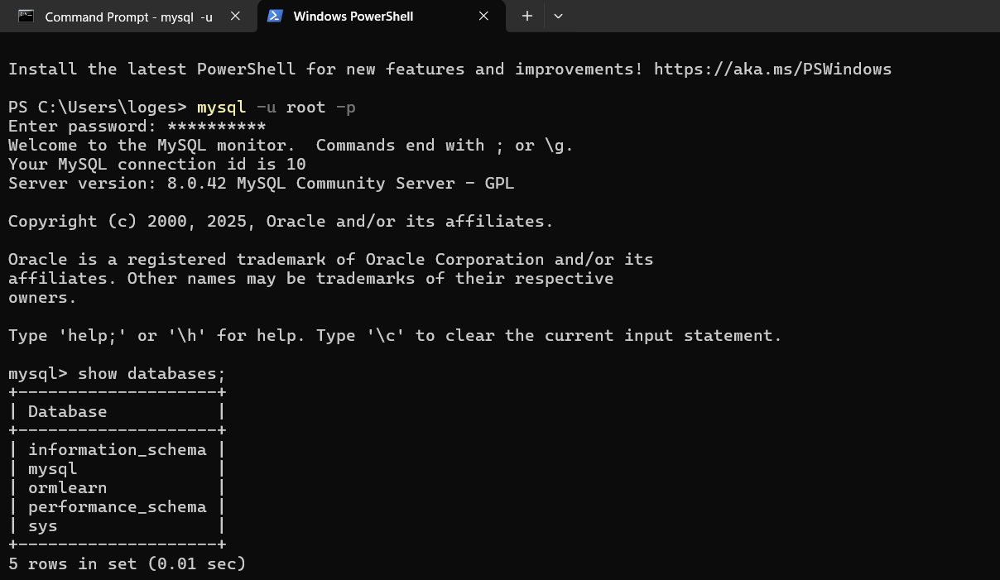 Command Prompt - mysql  -u
Windows PowerShell
Install the latest PowerShell for new features and improvements! https://aka.ms/PSWindows
PS C:\Users\loges> mysql -u root -p
Enter password: **********
Welcome to the MySQL monitor.  Commands end with ; or \g.
Your MySQL connection id is 10
Server version: 8.0.42 MySQL Community Server - GPL
Copyright (c) 2000, 2025, Oracle and/or its affiliates.
Oracle is a registered trademark of Oracle Corporation and/or its
affiliates. Other names may be trademarks of their respective
owners.
Type 'help;' or '\h' for help. Type '\c' to clear the current input statement.
mysql> show databases;
+--------------------+
| Database           |
+--------------------+
| information_schema |
| mysql              |
| ormlearn           |
| performance_schema |
| sys                |
+--------------------+
5 rows in set (0.01 sec)